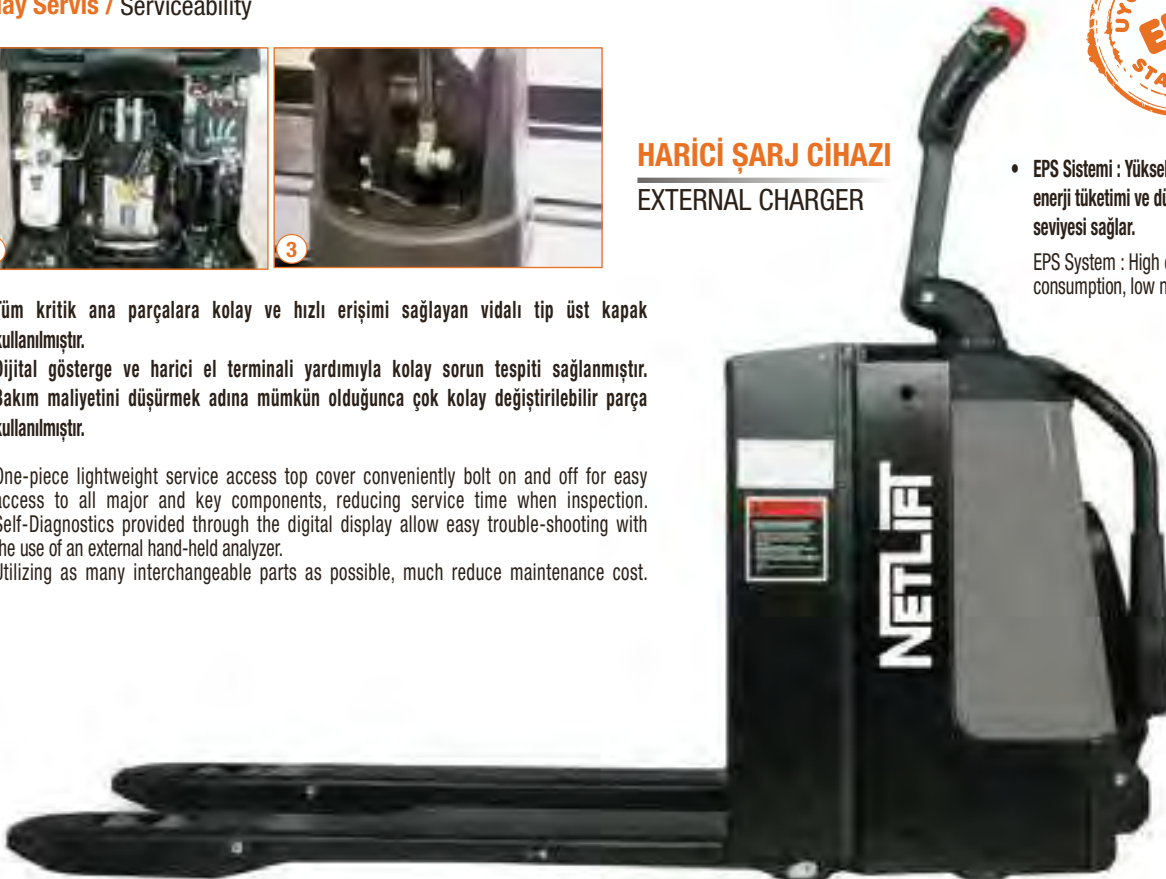 ay Servis / Serviceability
3
HARİCİ ŞARJ CİHAZI
EXTERNAL CHARGER
• EPS Sistemi : Yüksel
enerji tüketimi ve dü
seviyesi sağlar.
EPS System : High
consumption, low n
Tüm kritik ana parçalara kolay ve hızlı erişimi sağlayan vidalı tip üst kapak
kullanılmıştır.
Dijital gösterge ve harici el terminali yardımıyla kolay sorun tespiti sağlanmıştır.
Bakım maliyetini düşürmek adına mümkün olduğunca çok kolay değiştirilebilir parça
kullanılmıştır.
One-piece lightweight service access top cover conveniently bolt on and off for easy
access to all major and key components, reducing service time when inspection.
Self-Diagnostics provided through the digital display allow easy trouble-shooting with
the use of an external hand-held analyzer.
Utilizing as many interchangeable parts as possible, much reduce maintenance cost.
NETLIFT